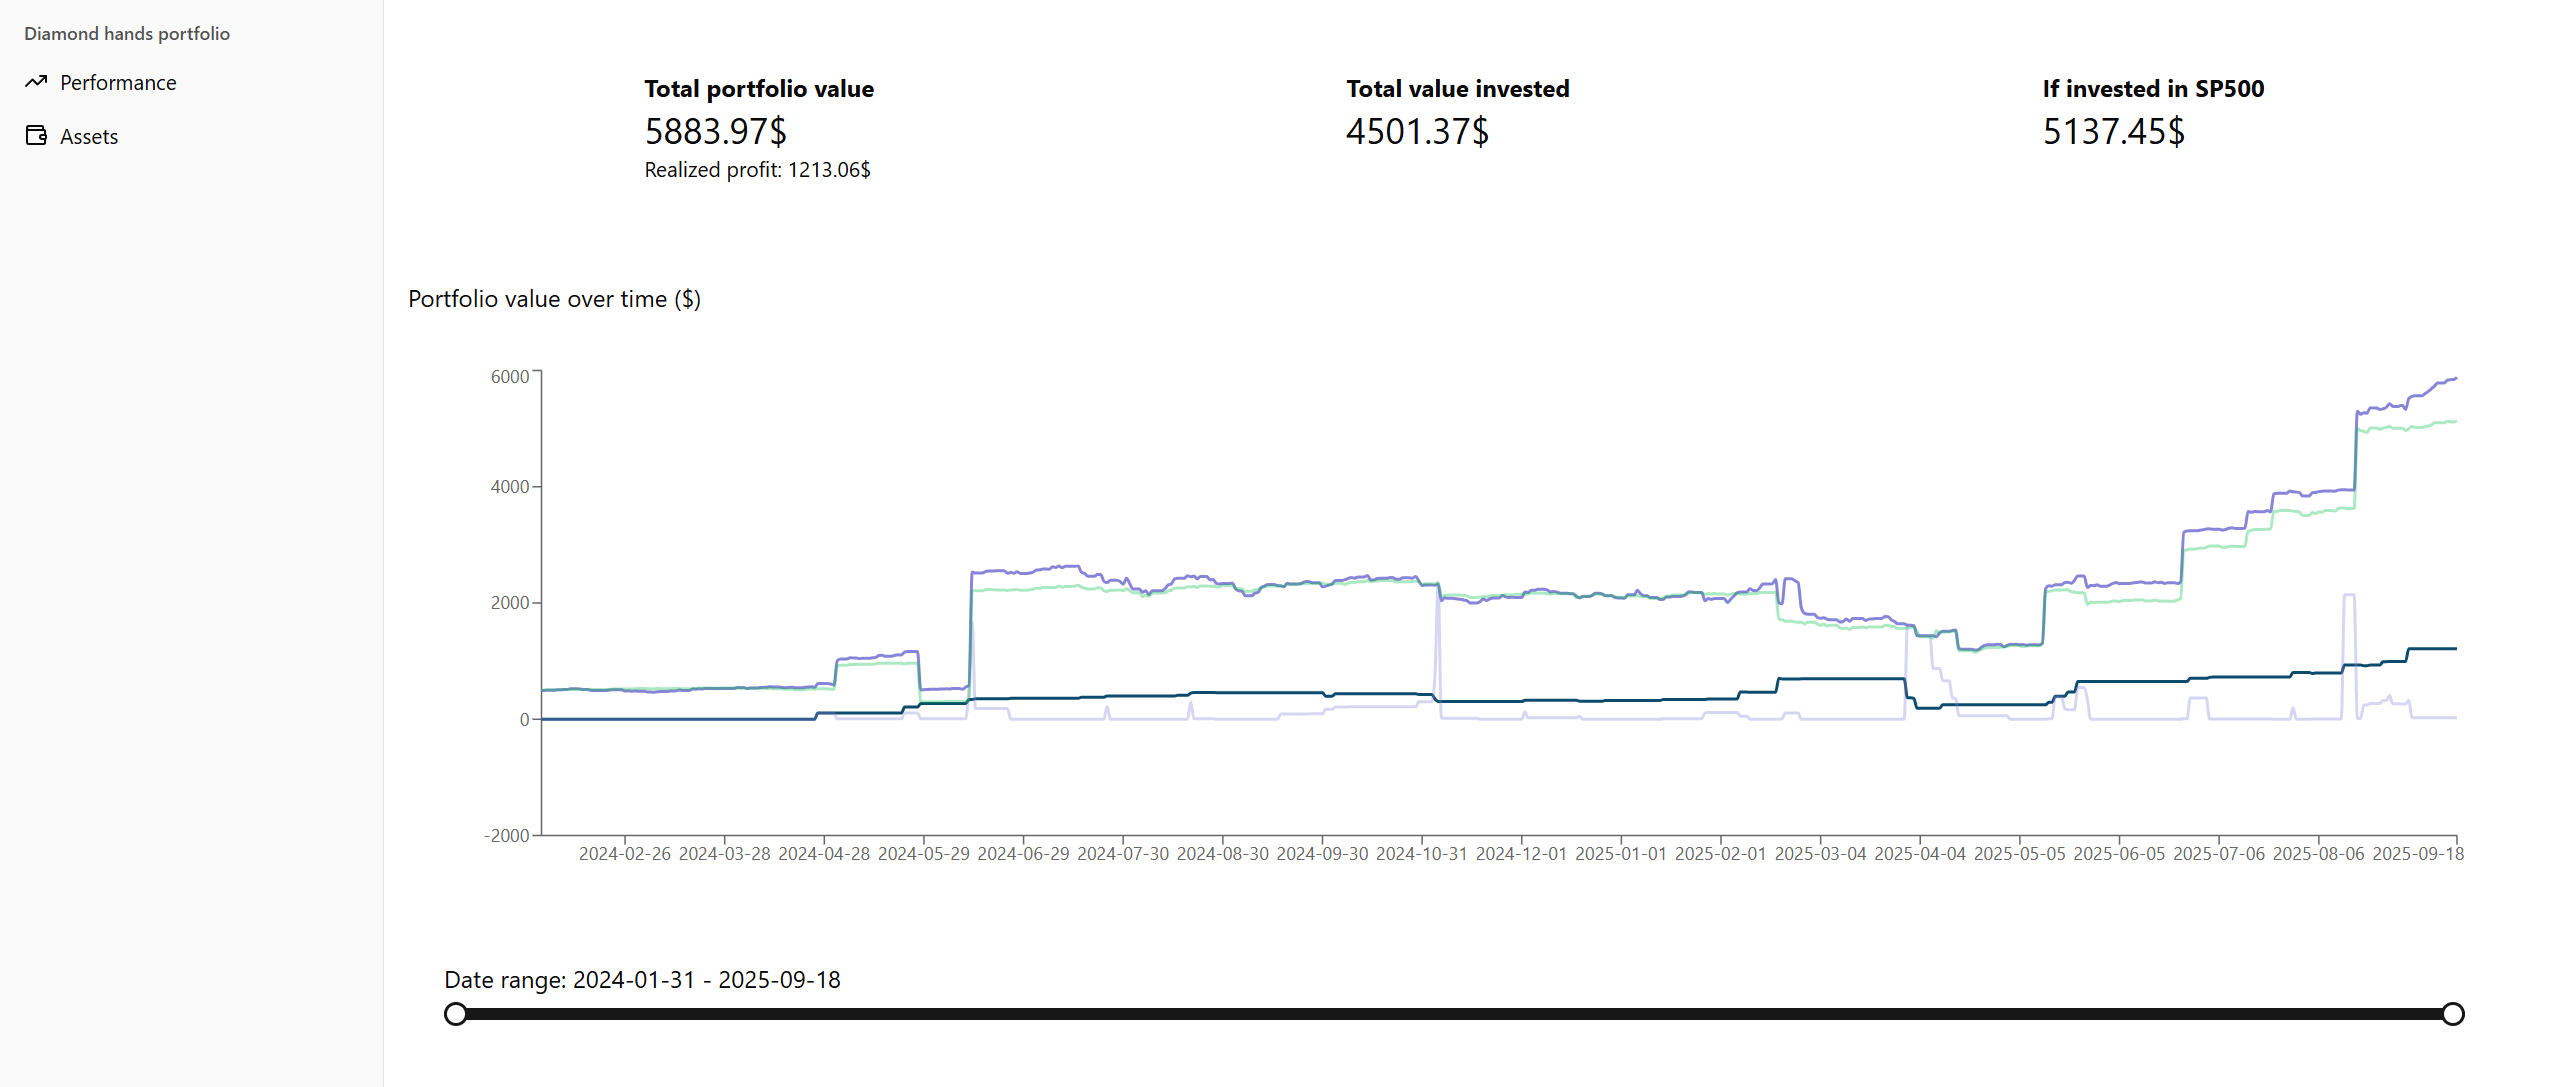 Diamond hands portfolio
Performance
Assets
Total portfolio value
5883.97$
Realized profit: 1213.06$
Total value invested
4501.37$
If invested in SP500
5137.45$
Portfolio value over time ($)
6000
4000
2000
0
-2000
2024-02-26 2024-03-28 2024-04-28 2024-05-29 2024-06-29 2024-07-30 2024-08-30 2024-09-30 2024-10-31 2024-12-01 2025-01-01 2025-02-01 2025-03-04 2025-04-04 2025-05-05 2025-06-05 2025-07-06 2025-08-06 2025-09-18
Date range: 2024-01-31 - 2025-09-18